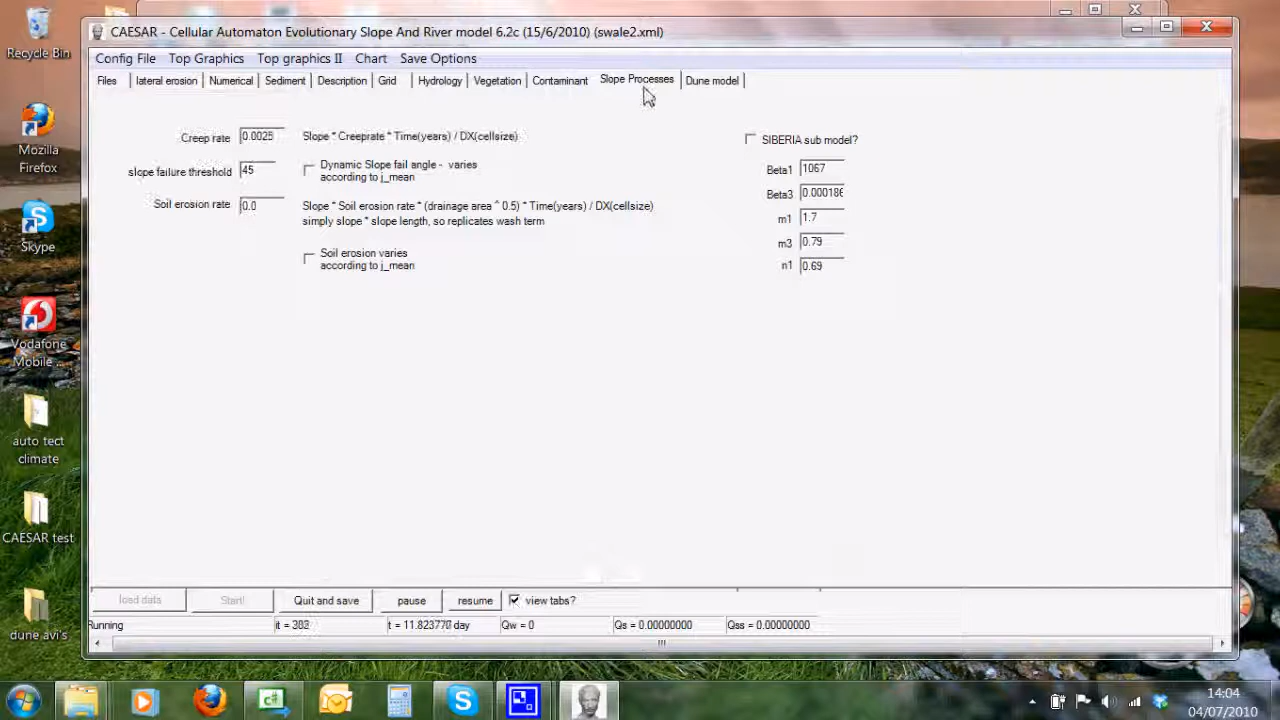 Recycle Bin
Mozilla
Firefox
Skype
Vodafone
Mobile ...
auto tect
climate
CAESAR test
dune avi's
CAESAR - Cellular Automaton Evolutionary Slope And River model 6.2c (15/6/2010) (swale2.xml)
Config File Top Graphics Top graphics II Chart Save Options
Files lateral erosion Numerical Sediment Description Grid Hydrology Vegetation Contaminant Slope Processes Dune model
Creep rate 0.0025 Slope * Creeprate * Time(years) / DX(cellsize)
slope failure threshold 45 Dynamic Slope fail angle - varies
according to j_mean
Soil erosion rate 0.0 Slope * Soil erosion rate * (drainage area ^ 0.5) * Time(years) / DX(cellsize)
simply slope * slope length, so replicates wash term
Soil erosion varies
according to j_mean
SIBERIA sub model?
Beta1 1067
Beta3 0.000186
m1 1.7
m3 0.79
n1 0.69
load data Start! Quit and save pause resume view tabs?
Running it = 383 t = 11.823770 day Qw = 0 Qs = 0.00000000 Qss = 0.00000000
14:04
04/07/2010